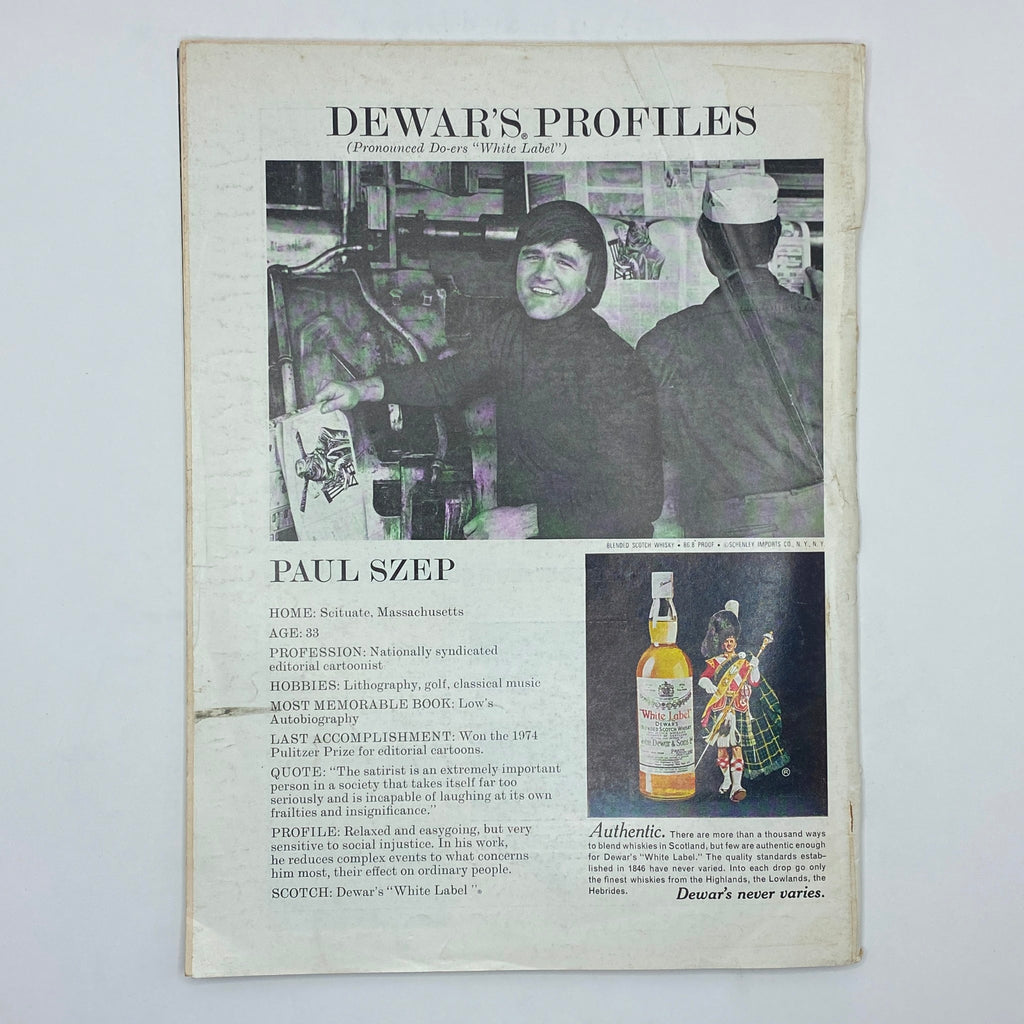 DEWAR'S® PROFILES
(Pronounced Do-ers "White Label")
BLENDED SCOTCH WHISKY • 86.8 PROOF • ©SCHENLEY IMPORTS CO., N.Y., N.Y.
PAUL SZEP
HOME: Scituate, Massachusetts
AGE: 33
PROFESSION: Nationally syndicated
editorial cartoonist
HOBBIES: Lithography, golf, classical music
MOST MEMORABLE BOOK: Low's
Autobiography
LAST ACCOMPLISHMENT: Won the 1974
Pulitzer Prize for editorial cartoons.
QUOTE: "The satirist is an extremely important
person in a society that takes itself far too
seriously and is incapable of laughing at its own
frailties and insignificance."
PROFILE: Relaxed and easygoing, but very
sensitive to social injustice. In his work,
he reduces complex events to what concerns
him most, their effect on ordinary people.
SCOTCH: Dewar's "White Label"®
"White Label"
DEWAR'S
BLENDED SCOTCH WHISKY
John Dewar & Sons
®
Authentic. There are more than a thousand ways
to blend whiskies in Scotland, but few are authentic enough
for Dewar's "White Label." The quality standards estab-
lished in 1846 have never varied. Into each drop go only
the finest whiskies from the Highlands, the Lowlands, the
Hebrides.
Dewar's never varies.